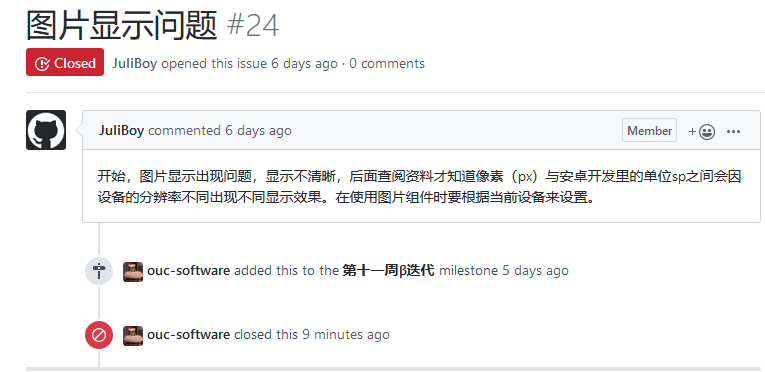 图片显示问题 #24
Closed JuliBoy opened this issue 6 days ago · 0 comments
JuliBoy commented 6 days ago Member + ...
开始，图片显示出现问题，显示不清晰，后面查阅资料才知道像素（px）与安卓开发里的单位sp之间会因
设备的分辨率不同出现不同显示效果。在使用图片组件时要根据当前设备来设置。
ouc-software added this to the 第十一周β迭代 milestone 5 days ago
ouc-software closed this 9 minutes ago